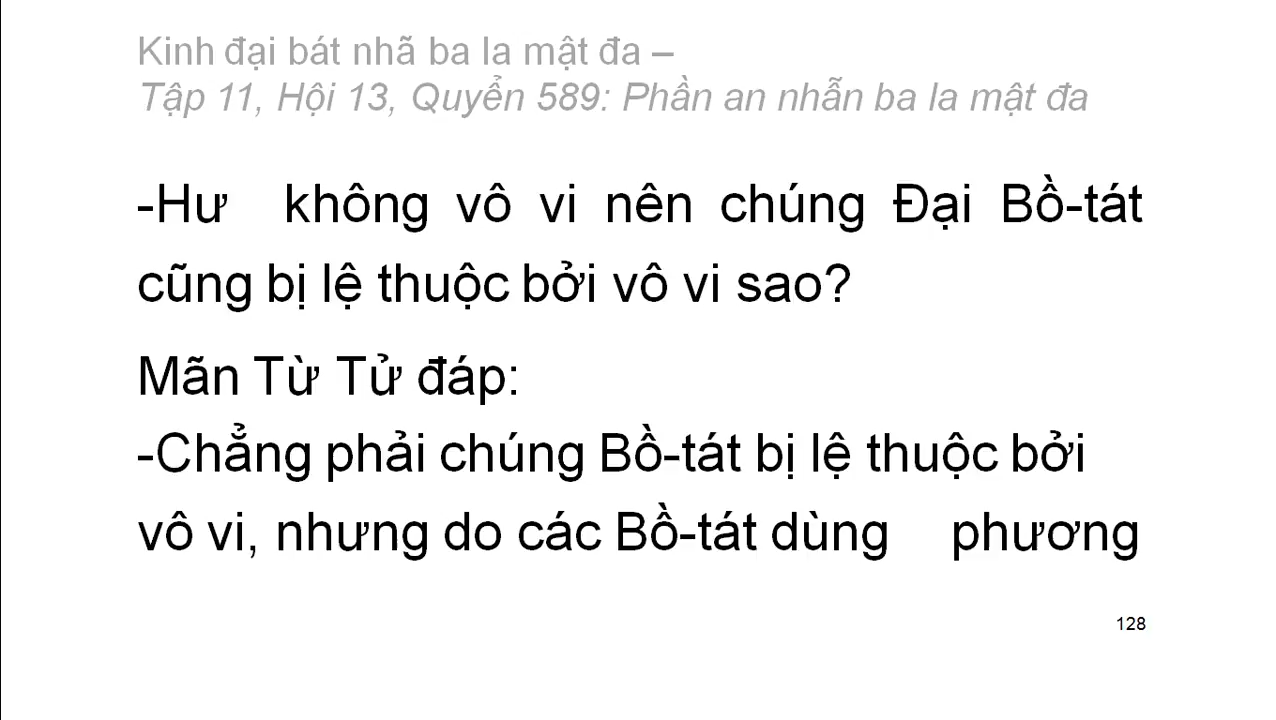 Kinh đại bát nhã ba la mật đa –
Tập 11, Hội 13, Quyển 589: Phần an nhẫn ba la mật đa
-Hư không vô vi nên chúng Đại Bồ-tát
cũng bị lệ thuộc bởi vô vi sao?
Mãn Từ Tử đáp:
-Chẳng phải chúng Bồ-tát bị lệ thuộc bởi
vô vi, nhưng do các Bồ-tát dùng phương
128